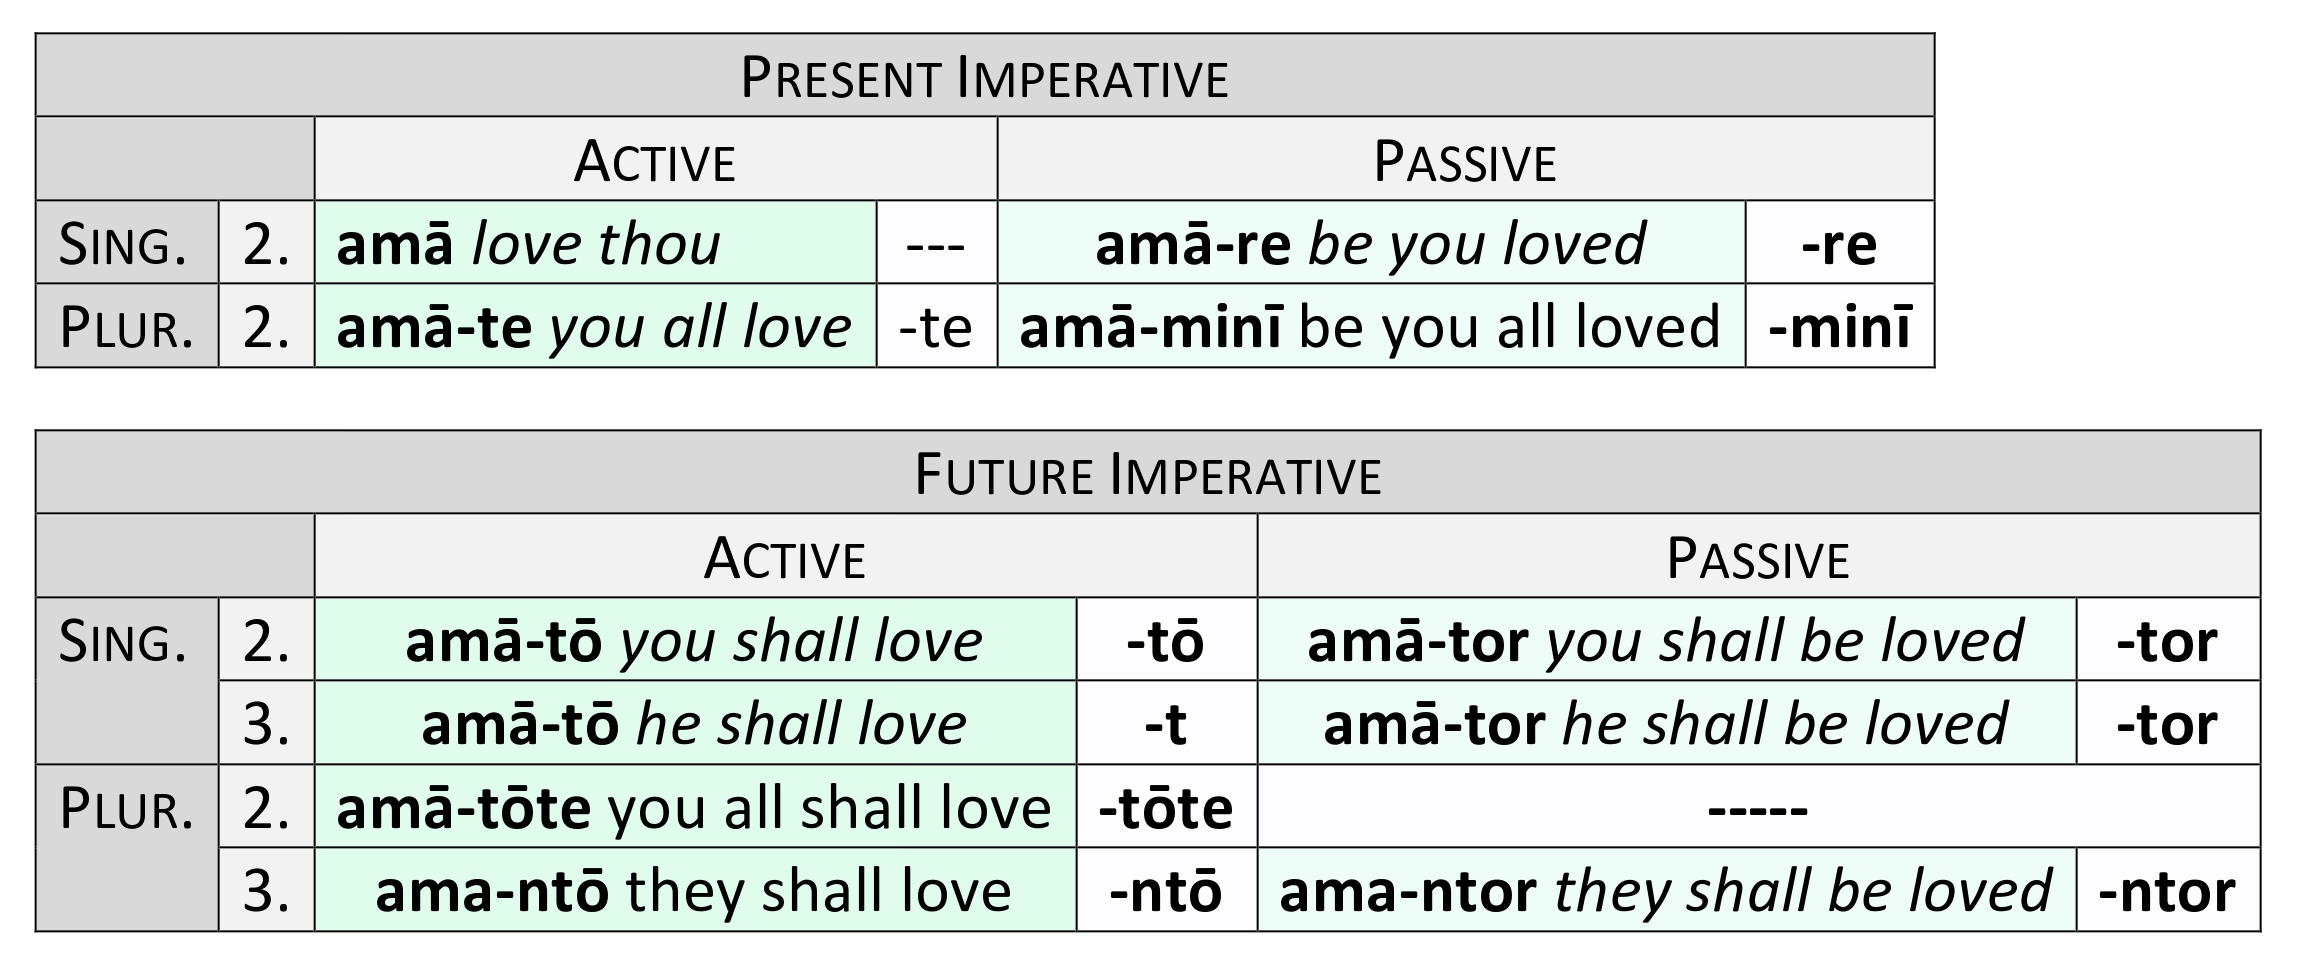 PRESENT IMPERATIVE
ACTIVE PASSIVE
SING. 2. amā love thou --- amā-re be you loved -re
PLUR. 2. amā-te you all love -te amā-minī be you all loved -minī
FUTURE IMPERATIVE
ACTIVE PASSIVE
SING. 2. amā-tō you shall love -tō amā-tor you shall be loved -tor
3. amā-tō he shall love -t amā-tor he shall be loved -tor
PLUR. 2. amā-tōte you all shall love -tōte -----
3. ama-ntō they shall love -ntō ama-ntor they shall be loved -ntor